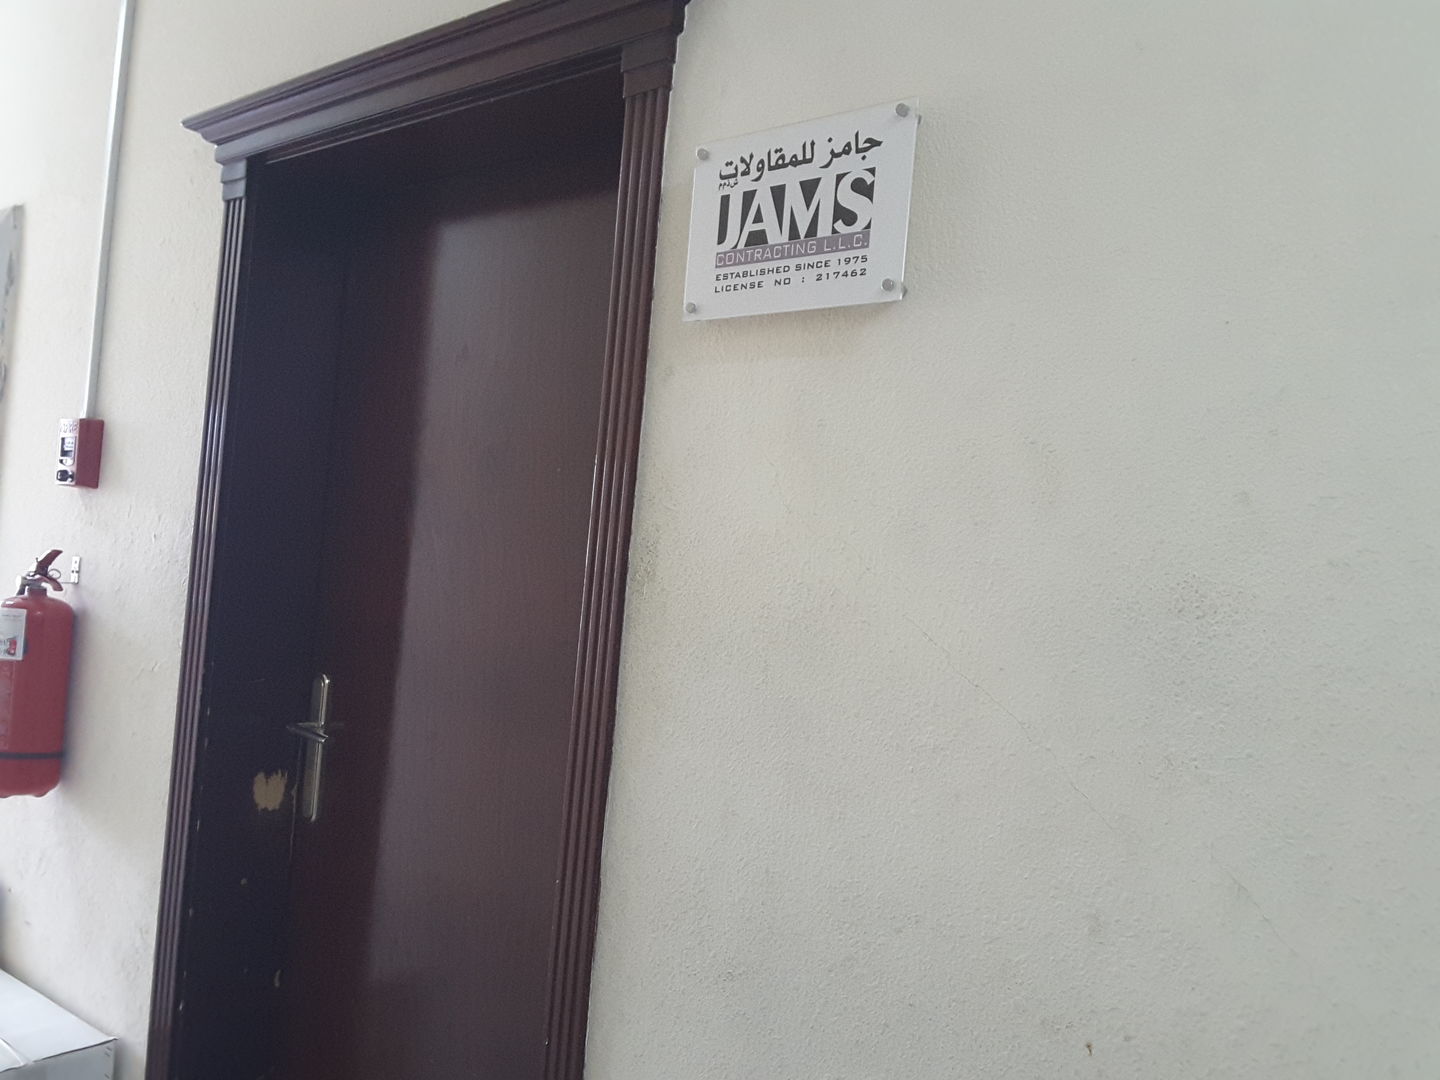 جامز للمقاولات
ش.ذ.م.م
JAMS
CONTRACTING L.L.C.
ESTABLISHED SINCE 1975
LICENSE NO : 217462